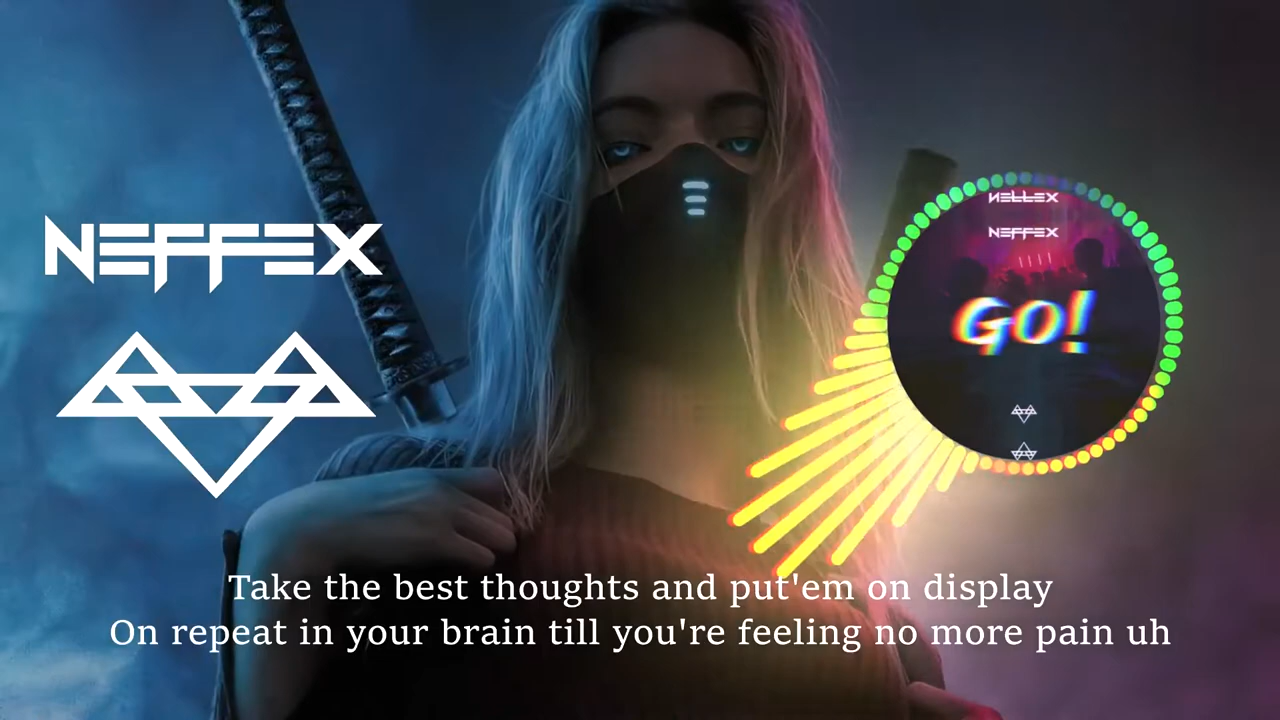 NEFFEX
NEFFEX
NEFFEX
GO!
Take the best thoughts and put'em on display
On repeat in your brain till you're feeling no more pain uh